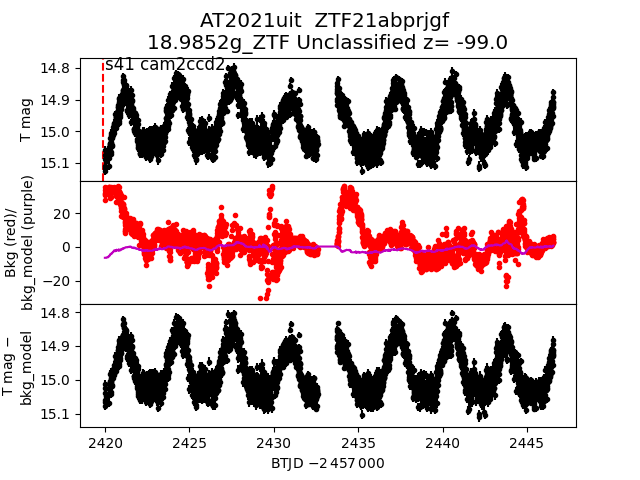 AT2021uit  ZTF21abprjgf
18.9852g_ZTF Unclassified z= -99.0
s41 cam2ccd2
T mag
14.8
14.9
15.0
15.1
Bkg (red)/
bkg_model (purple)
20
0
−20
T mag −
bkg_model
14.8
14.9
15.0
15.1
2420 2425 2430 2435 2440 2445
BTJD −2 457 000